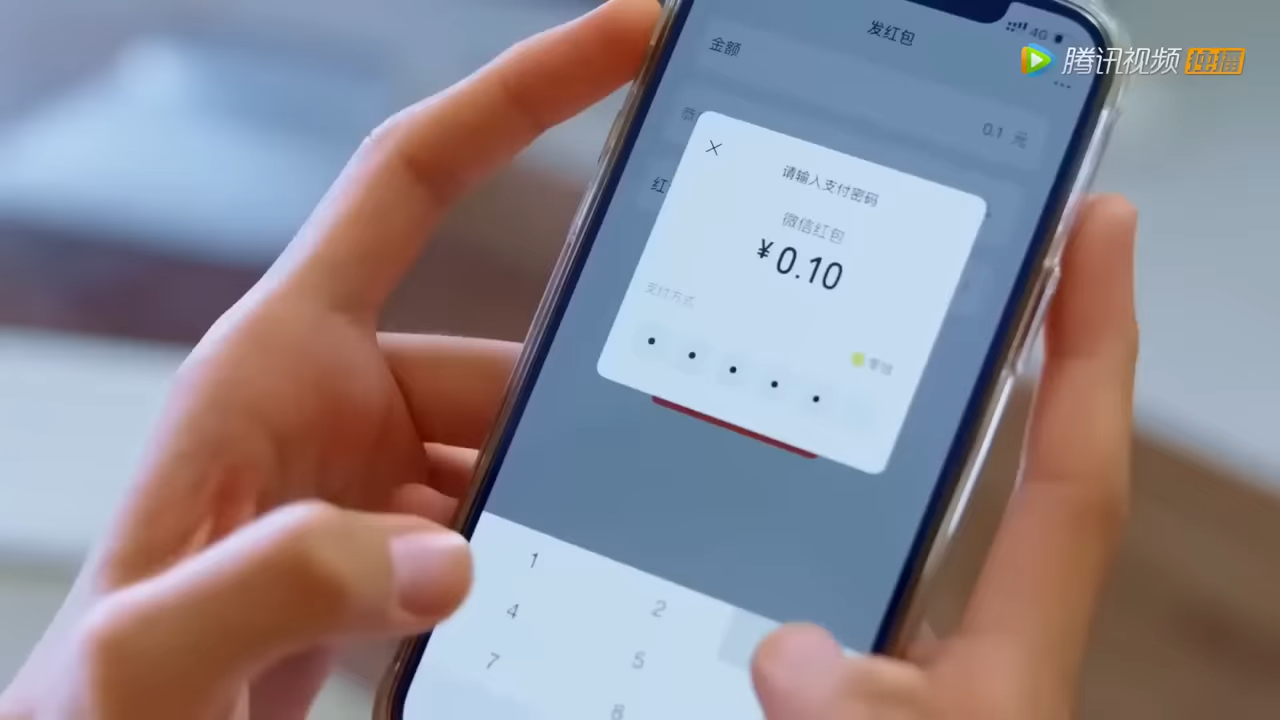 发红包
4G
腾讯视频 独播
金额
0.1 元
红
请输入支付密码
微信红包
¥0.10
支付方式
零钱
1
2
4
5
7
8